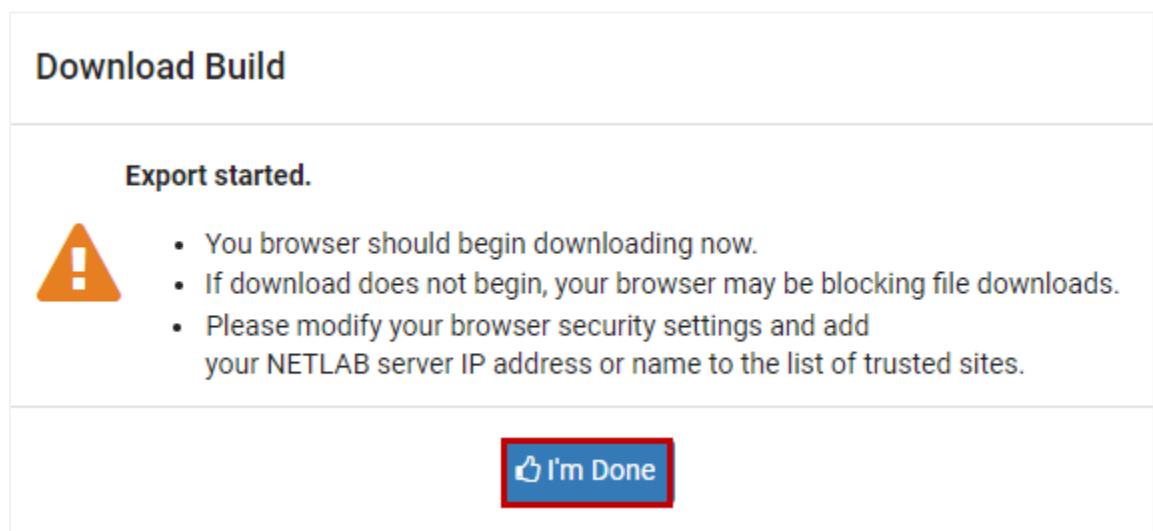 Download Build
Export started.
• You browser should begin downloading now.
• If download does not begin, your browser may be blocking file downloads.
• Please modify your browser security settings and add
your NETLAB server IP address or name to the list of trusted sites.
I'm Done